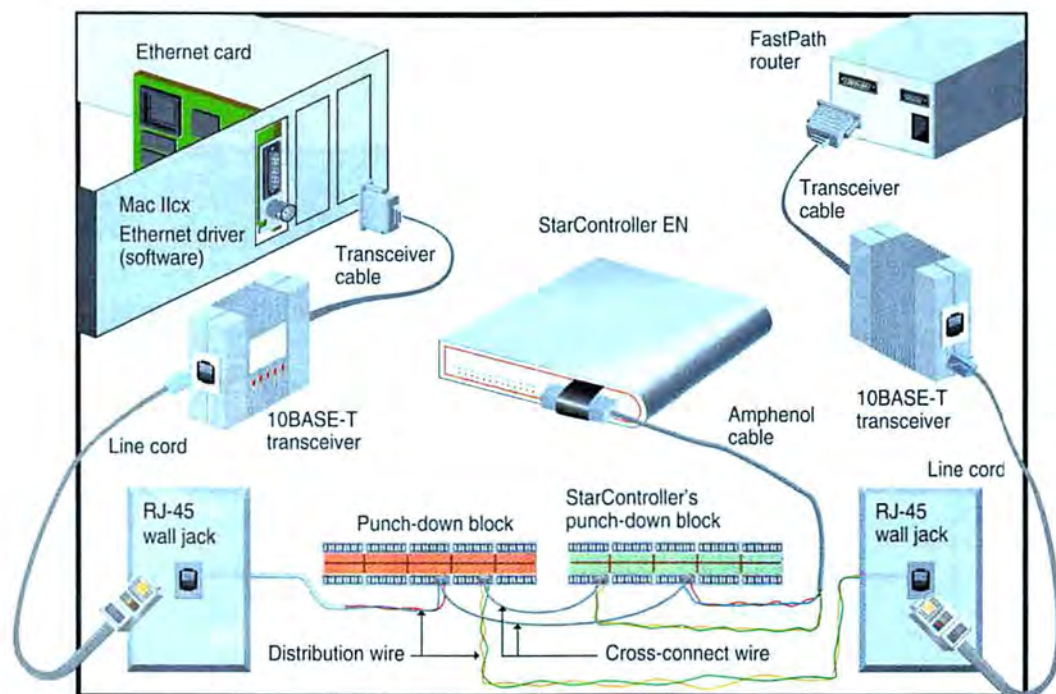 Ethernet card
FastPath
router
Mac IIcx
Ethernet driver
(software)
Transceiver
cable
StarController EN
Transceiver
cable
10BASE-T
transceiver
Line cord
Amphenol
cable
10BASE-T
transceiver
Line cord
RJ-45
wall jack
Punch-down block
StarController's
punch-down block
RJ-45
wall jack
Distribution wire
Cross-connect wire